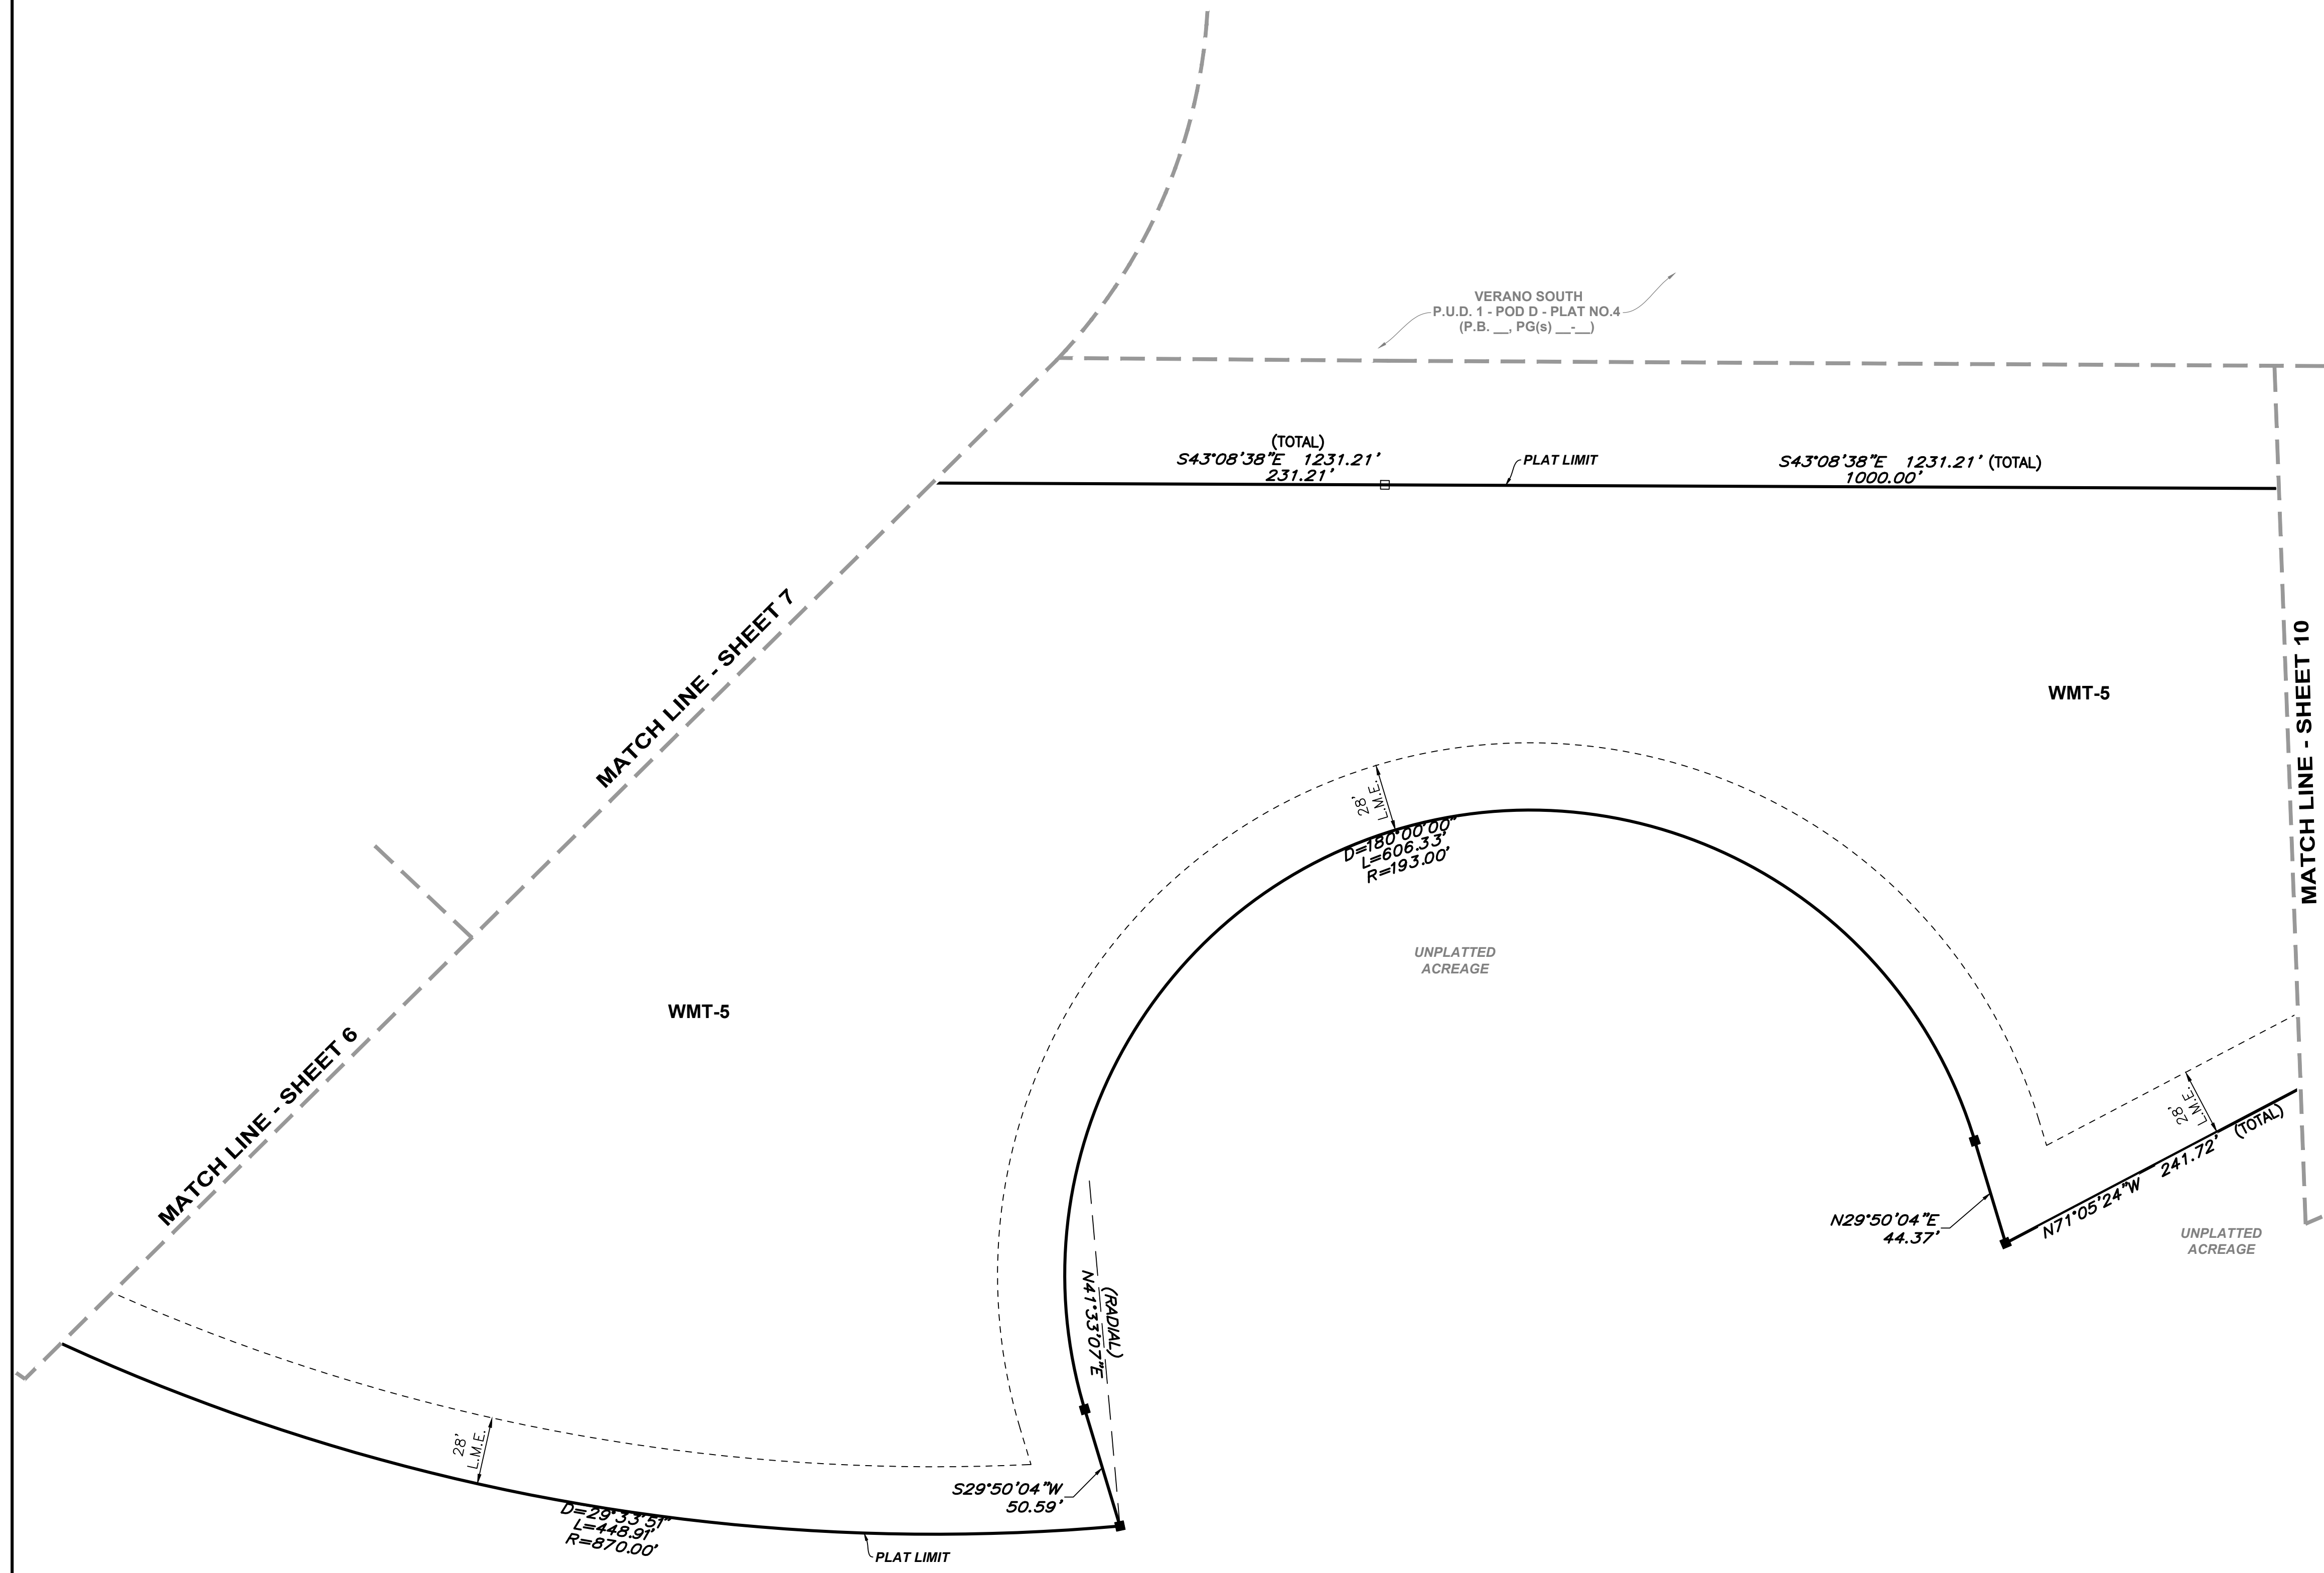 VERANO SOUTH
P.U.D. 1 - POD D - PLAT NO.4
(P.B. __, PG(s) __-__)
(TOTAL)
S43°08'38"E 1231.21'
231.21'
PLAT LIMIT
S43°08'38"E 1231.21' (TOTAL)
1000.00'
MATCH LINE - SHEET 7
MATCH LINE - SHEET 10
WMT-5
28'
L.M.E.
D=180°00'00"
L=606.33'
R=193.00'
UNPLATTED
ACREAGE
WMT-5
MATCH LINE - SHEET 6
28'
L.M.E.
N71°05'24"W 241.72' (TOTAL)
N29°50'04"E
44.37'
UNPLATTED
ACREAGE
(RADIAL)
N41°33'07"E
28'
L.M.E.
S29°50'04"W
50.59'
D=29°33'51"
L=448.91'
R=870.00'
PLAT LIMIT